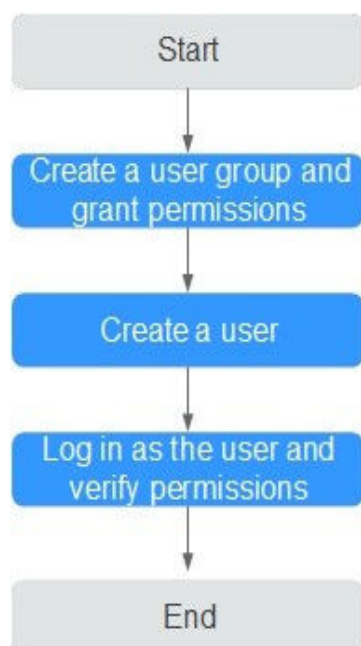 Start
Create a user group and
grant permissions
Create a user
Log in as the user and
verify permissions
End